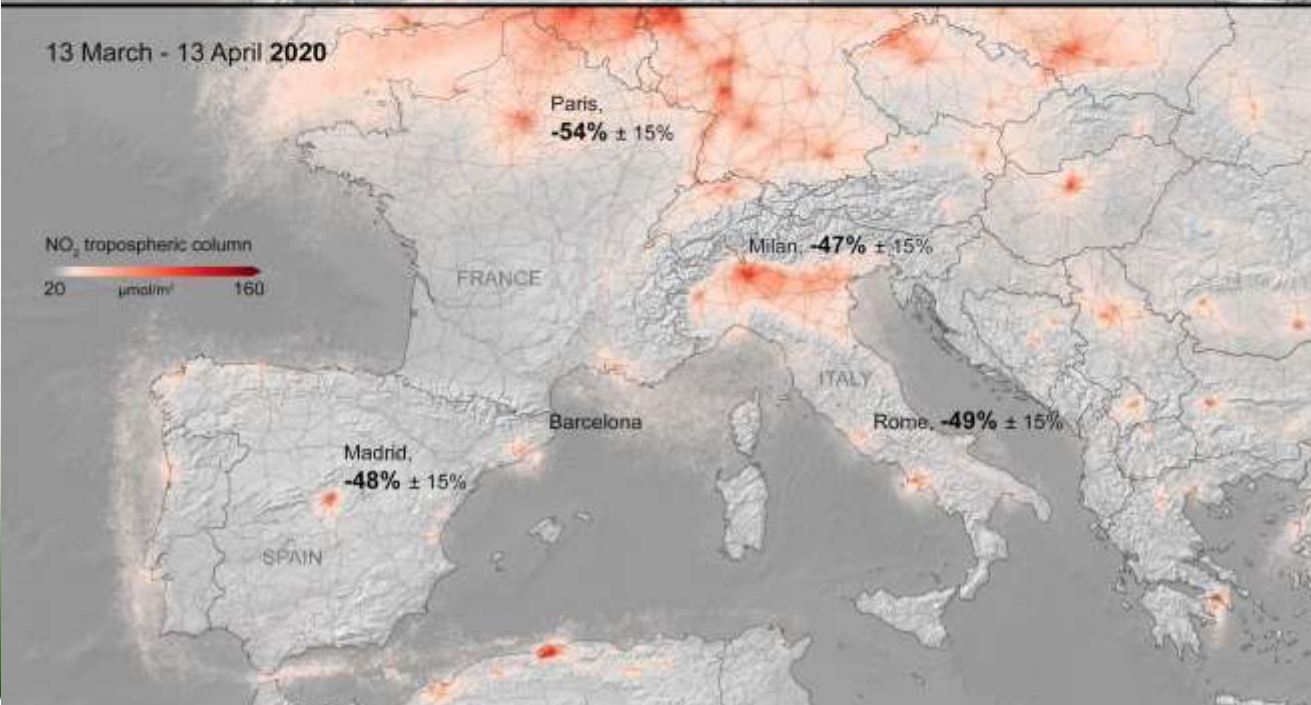 13 March - 13 April 2020
Paris,
-54% ± 15%
NO₂ tropospheric column
20 μmol/m² 160
FRANCE
Milan, -47% ± 15%
ITALY
Barcelona
Rome, -49% ± 15%
Madrid,
-48% ± 15%
SPAIN